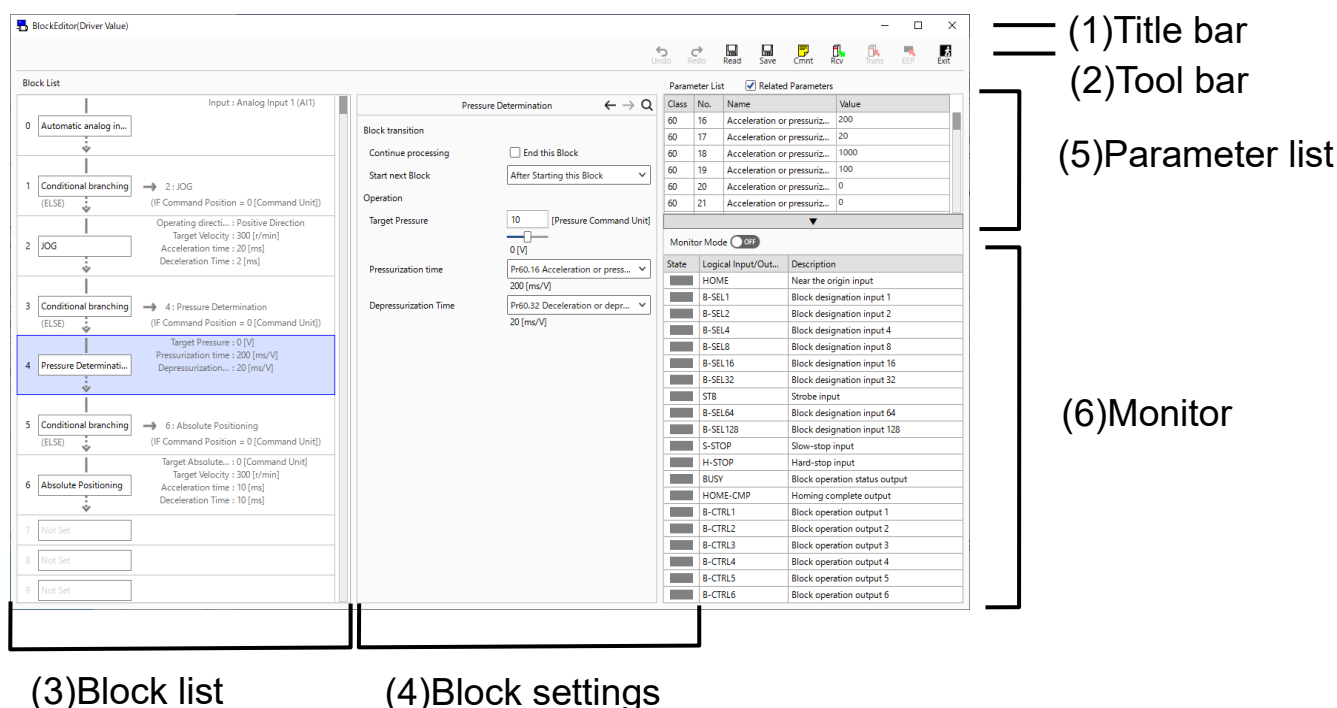 BlockEditor(Driver Value)
(1)Title bar
Undo Redo Read Save Cmnt Rcv Trans EEP Exit
(2)Tool bar
Block List
Input : Analog Input 1 (AI1)
0 Automatic analog in...
1 Conditional branching 2 : JOG
(ELSE) (IF Command Position = 0 [Command Unit])
Operating directi... : Positive Direction
Target Velocity : 300 [r/min]
2 JOG Acceleration time : 20 [ms]
Deceleration Time : 2 [ms]
3 Conditional branching 4 : Pressure Determination
(ELSE) (IF Command Position = 0 [Command Unit])
Target Pressure : 0 [V]
Pressurization time : 200 [ms/V]
4 Pressure Determinati... Depressurization... : 20 [ms/V]
5 Conditional branching 6 : Absolute Positioning
(ELSE) (IF Command Position = 0 [Command Unit])
Target Absolute... : 0 [Command Unit]
Target Velocity : 300 [r/min]
6 Absolute Positioning Acceleration time : 10 [ms]
Deceleration Time : 10 [ms]
7 Not Set
8 Not Set
9 Not Set
Pressure Determination
Block transition
Continue processing End this Block
Start next Block After Starting this Block
Operation
Target Pressure 10 [Pressure Command Unit]
0 [V]
Pressurization time Pr60.16 Acceleration or press...
200 [ms/V]
Depressurization Time Pr60.32 Deceleration or depr...
20 [ms/V]
Parameter List Related Parameters
Class No. Name Value
60 16 Acceleration or pressuriz... 200
60 17 Acceleration or pressuriz... 20
60 18 Acceleration or pressuriz... 1000
60 19 Acceleration or pressuriz... 100
60 20 Acceleration or pressuriz... 0
60 21 Acceleration or pressuriz... 0
(5)Parameter list
Monitor Mode OFF
State Logical Input/Out... Description
HOME Near the origin input
B-SEL1 Block designation input 1
B-SEL2 Block designation input 2
B-SEL4 Block designation input 4
B-SEL8 Block designation input 8
B-SEL16 Block designation input 16
B-SEL32 Block designation input 32
STB Strobe input
B-SEL64 Block designation input 64
B-SEL128 Block designation input 128
S-STOP Slow-stop input
H-STOP Hard-stop input
BUSY Block operation status output
HOME-CMP Homing complete output
B-CTRL1 Block operation output 1
B-CTRL2 Block operation output 2
B-CTRL3 Block operation output 3
B-CTRL4 Block operation output 4
B-CTRL5 Block operation output 5
B-CTRL6 Block operation output 6
(6)Monitor
(3)Block list
(4)Block settings